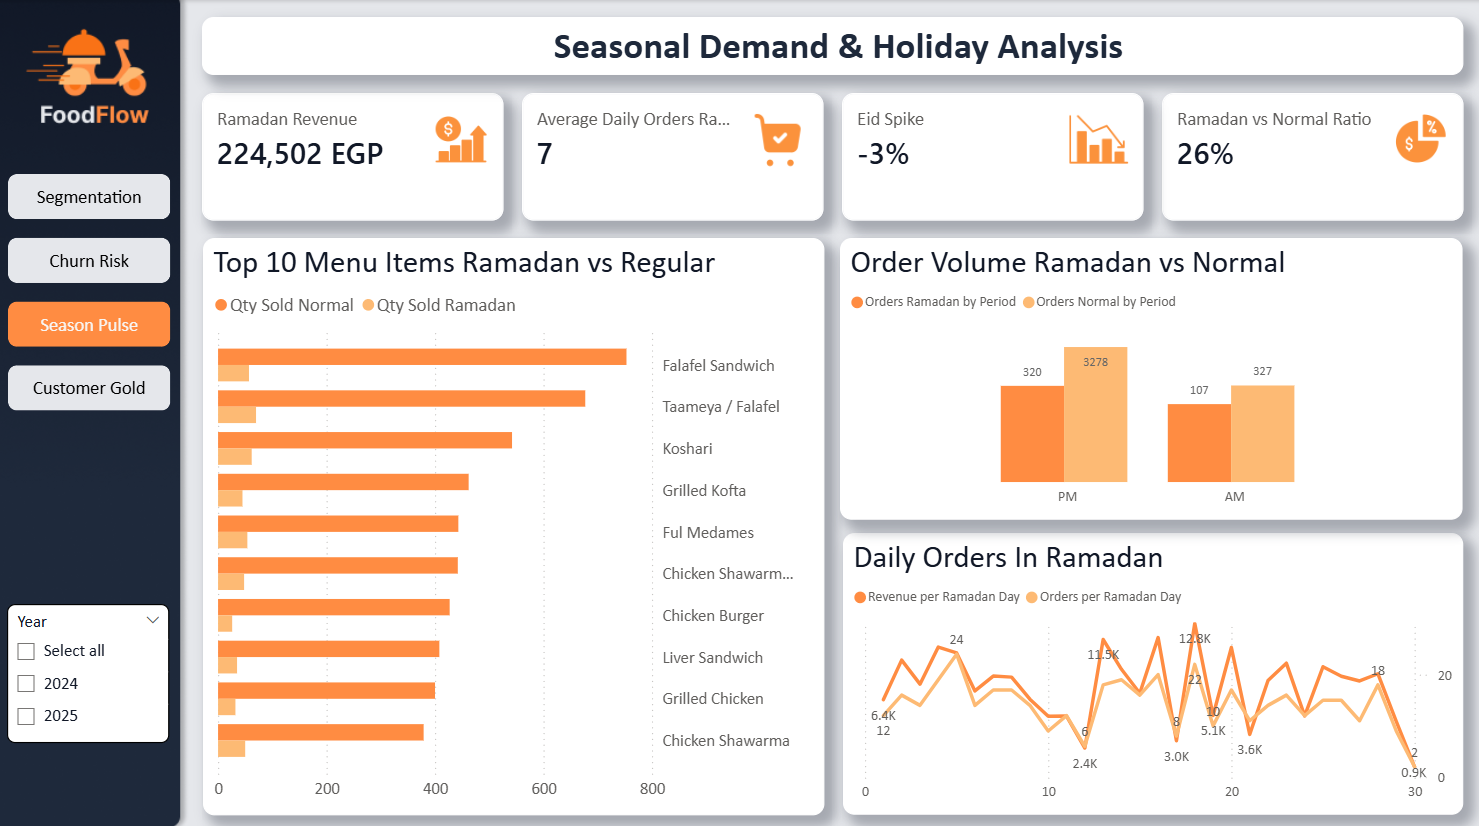 FoodFlow
Segmentation
Churn Risk
Season Pulse
Customer Gold
Year
Select all
2024
2025
Seasonal Demand & Holiday Analysis
Ramadan Revenue
224,502 EGP
Average Daily Orders Ra...
7
Eid Spike
-3%
Ramadan vs Normal Ratio
26%
Top 10 Menu Items Ramadan vs Regular
Qty Sold Normal Qty Sold Ramadan
Falafel Sandwich
Taameya / Falafel
Koshari
Grilled Kofta
Ful Medames
Chicken Shawarm...
Chicken Burger
Liver Sandwich
Grilled Chicken
Chicken Shawarma
0 200 400 600 800
Order Volume Ramadan vs Normal
Orders Ramadan by Period Orders Normal by Period
320 3278 107 327
PM AM
Daily Orders In Ramadan
Revenue per Ramadan Day Orders per Ramadan Day
24 12.8K
11.5K
18 20
22
6.4K 10
12 6 8 5.1K
3.6K
2.4K 3.0K 2
0.9K 0
0 10 20 30